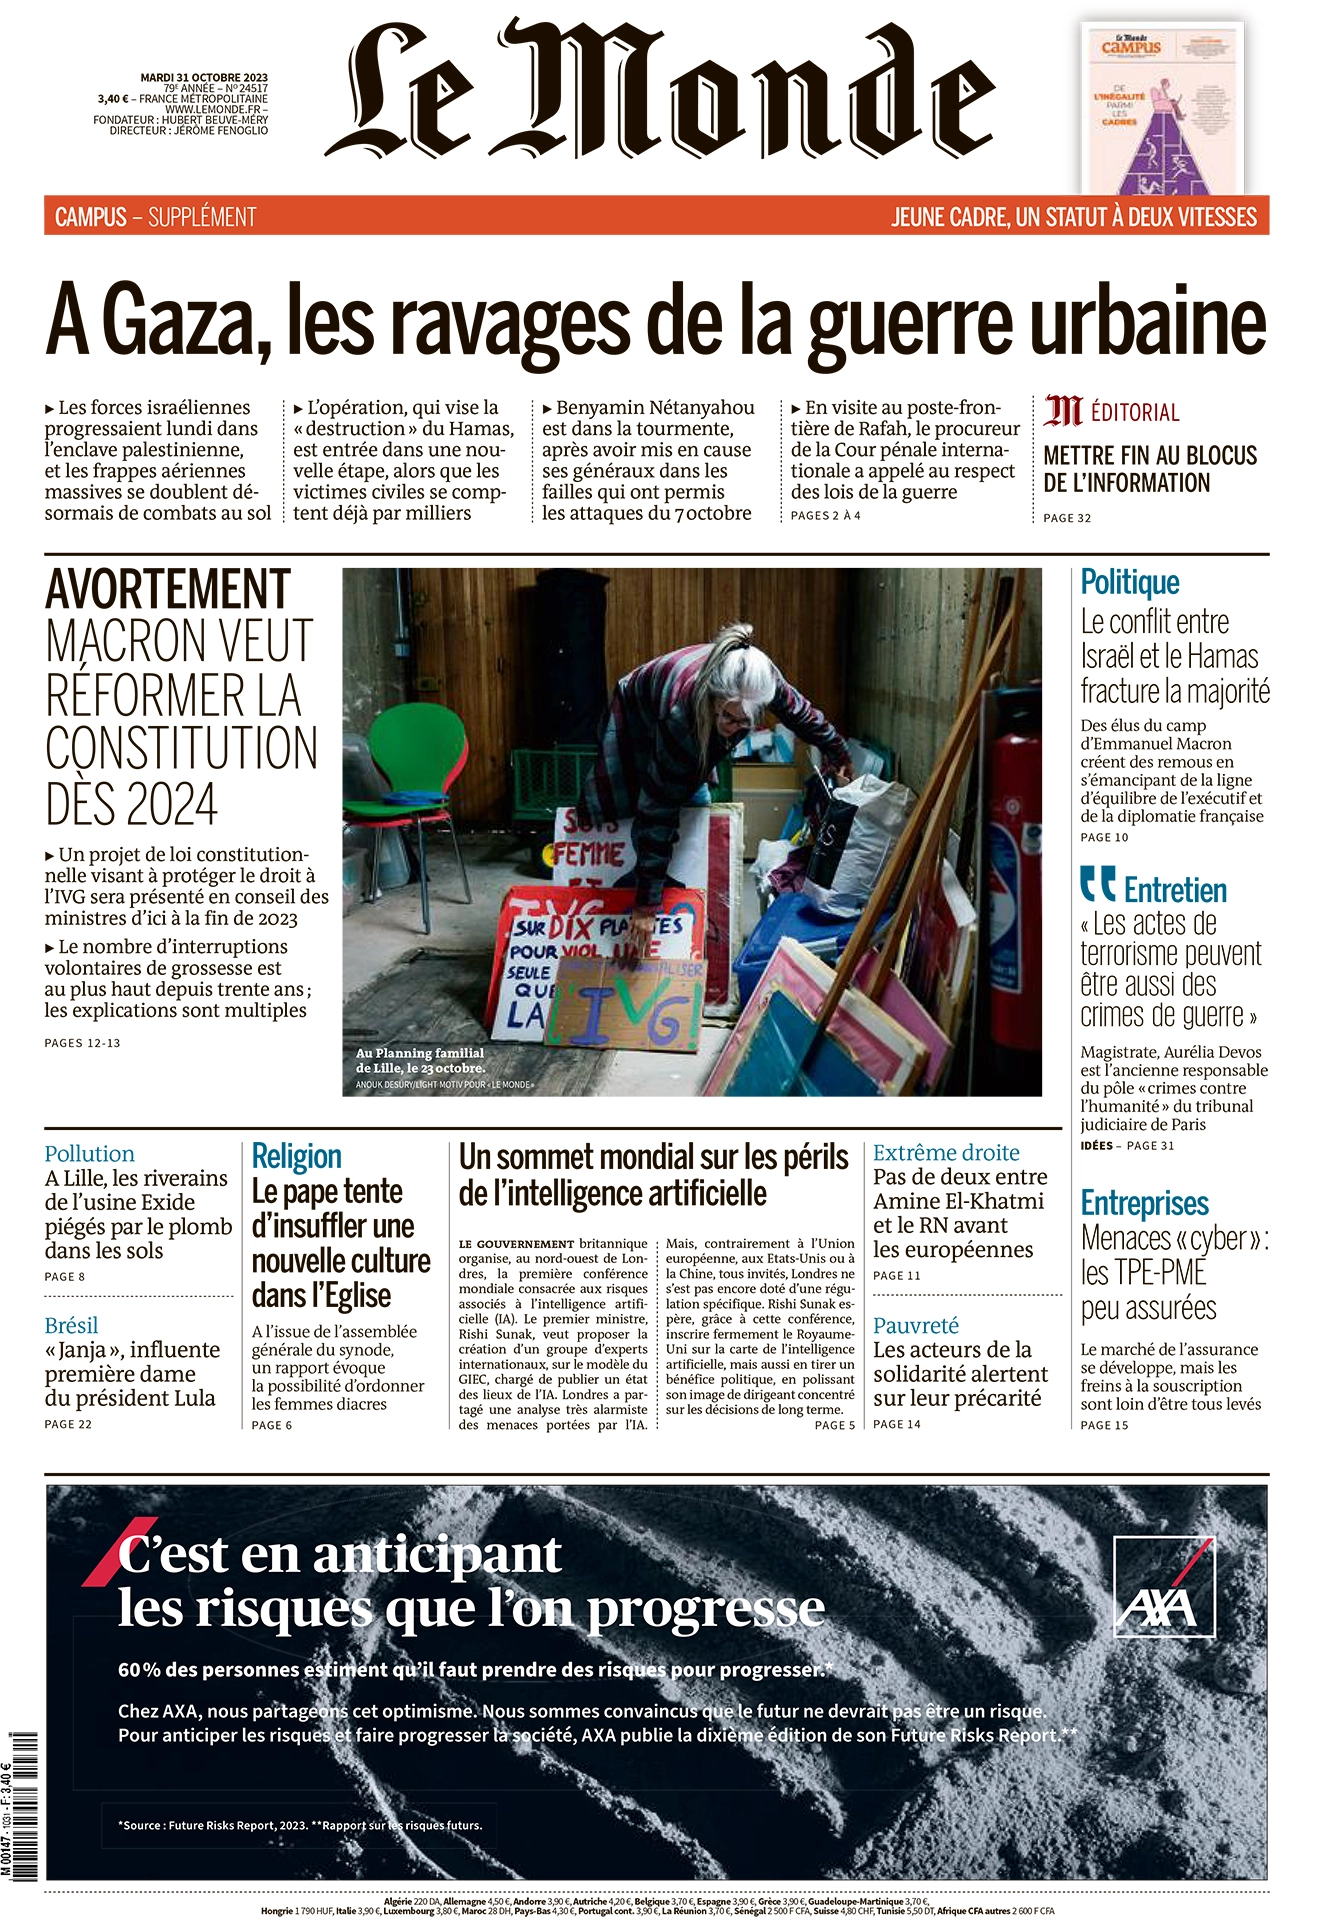 MARDI 31 OCTOBRE 2023
79E ANNÉE – NO 24517
3,40 € – FRANCE MÉTROPOLITAINE
WWW.LEMONDE.FR –
FONDATEUR : HUBERT BEUVE-MÉRY
DIRECTEUR : JÉRÔME FENOGLIO
Le Monde
Le Monde
CAMPUS
DE
L'INÉGALITÉ
PARMI
LES
CADRES
CAMPUS – SUPPLÉMENT
JEUNE CADRE, UN STATUT À DEUX VITESSES
A Gaza, les ravages de la guerre urbaine
▸ Les forces israéliennes
progressaient lundi dans
l'enclave palestinienne,
et les frappes aériennes
massives se doublent dé-
sormais de combats au sol
▸ L'opération, qui vise la
« destruction » du Hamas,
est entrée dans une nou-
velle étape, alors que les
victimes civiles se comp-
tent déjà par milliers
▸ Benyamin Nétanyahou
est dans la tourmente,
après avoir mis en cause
ses généraux dans les
failles qui ont permis
les attaques du 7 octobre
▸ En visite au poste-fron-
tière de Rafah, le procureur
de la Cour pénale interna-
tionale a appelé au respect
des lois de la guerre
PAGES 2 À 4
M ÉDITORIAL
METTRE FIN AU BLOCUS
DE L'INFORMATION
PAGE 32
AVORTEMENT
MACRON VEUT
RÉFORMER LA
CONSTITUTION
DÈS 2024
▸ Un projet de loi constitution-
nelle visant à protéger le droit à
l'IVG sera présenté en conseil des
ministres d'ici à la fin de 2023
▸ Le nombre d'interruptions
volontaires de grossesse est
au plus haut depuis trente ans ;
les explications sont multiples
PAGES 12-13
SUIS
FEMME
ET
IVG
SUR DIX PLAINTES
POUR VIOL, UNE
SEULE
QUE
LA
L'IVG!
Au Planning familial
de Lille, le 23 octobre.
ANOUK DESURY/LIGHT MOTIV POUR « LE MONDE »
Politique
Le conflit entre
Israël et le Hamas
fracture la majorité
Des élus du camp
d'Emmanuel Macron
créent des remous en
s'émancipant de la ligne
d'équilibre de l'exécutif et
de la diplomatie française
PAGE 10
Entretien
« Les actes de
terrorisme peuvent
être aussi des
crimes de guerre »
Magistrate, Aurélia Devos
est l'ancienne responsable
du pôle « crimes contre
l'humanité » du tribunal
judiciaire de Paris
IDÉES – PAGE 31
Entreprises
Menaces « cyber » :
les TPE-PME
peu assurées
Le marché de l'assurance
se développe, mais les
freins à la souscription
sont loin d'être tous levés
PAGE 15
Pollution
A Lille, les riverains
de l'usine Exide
piégés par le plomb
dans les sols
PAGE 8
Brésil
« Janja », influente
première dame
du président Lula
PAGE 22
Religion
Le pape tente
d'insuffler une
nouvelle culture
dans l'Eglise
A l'issue de l'assemblée
générale du synode,
un rapport évoque
la possibilité d'ordonner
les femmes diacres
PAGE 6
Un sommet mondial sur les périls
de l'intelligence artificielle
LE GOUVERNEMENT britannique
organise, au nord-ouest de Lon-
dres, la première conférence
mondiale consacrée aux risques
associés à l'intelligence artifi-
cielle (IA). Le premier ministre,
Rishi Sunak, veut proposer la
création d'un groupe d'experts
internationaux, sur le modèle du
GIEC, chargé de publier un état
des lieux de l'IA. Londres a par-
tagé une analyse très alarmiste
des menaces portées par l'IA.
Mais, contrairement à l'Union
européenne, aux Etats-Unis ou à
la Chine, tous invités, Londres ne
s'est pas encore doté d'une régu-
lation spécifique. Rishi Sunak es-
père, grâce à cette conférence,
inscrire fermement le Royaume-
Uni sur la carte de l'intelligence
artificielle, mais aussi en tirer un
bénéfice politique, en polissant
son image de dirigeant concentré
sur les décisions de long terme.
PAGE 5
Extrême droite
Pas de deux entre
Amine El-Khatmi
et le RN avant
les européennes
PAGE 11
Pauvreté
Les acteurs de la
solidarité alertent
sur leur précarité
PAGE 14
C'est en anticipant
les risques que l'on progresse
60 % des personnes estiment qu'il faut prendre des risques pour progresser.*
Chez AXA, nous partageons cet optimisme. Nous sommes convaincus que le futur ne devrait pas être un risque.
Pour anticiper les risques et faire progresser la société, AXA publie la dixième édition de son Future Risks Report.**
*Source : Future Risks Report, 2023. **Rapport sur les risques futurs.
AXA
M 00147 - 1031 - F: 3,40 €
Algérie 220 DA, Allemagne 4,50 €, Andorre 3,90 €, Autriche 4,20 €, Belgique 3,70 €, Espagne 3,90 €, Grèce 3,90 €, Guadeloupe-Martinique 3,70 €,
Hongrie 1 790 HUF, Italie 3,90 €, Luxembourg 3,80 €, Maroc 28 DH, Pays-Bas 4,30 €, Portugal cont. 3,90 €, La Réunion 3,70 €, Sénégal 2 500 F CFA, Suisse 4,80 CHF, Tunisie 5,50 DT, Afrique CFA autres 2 600 F CFA